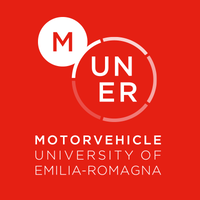 M
UN
ER
MOTORVEHICLE
UNIVERSITY OF
EMILIA-ROMAGNA